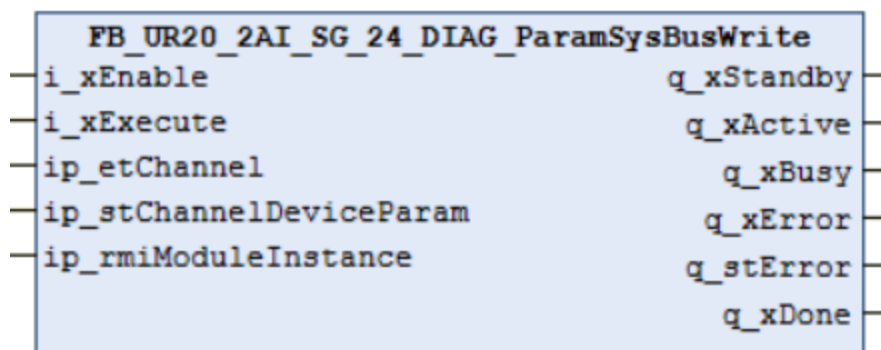 FB_UR20_2AI_SG_24_DIAG_ParamSysBusWrite
i_xEnable q_xStandby
i_xExecute q_xActive
ip_etChannel q_xBusy
ip_stChannelDeviceParam q_xError
ip_rmiModuleInstance q_stError
q_xDone